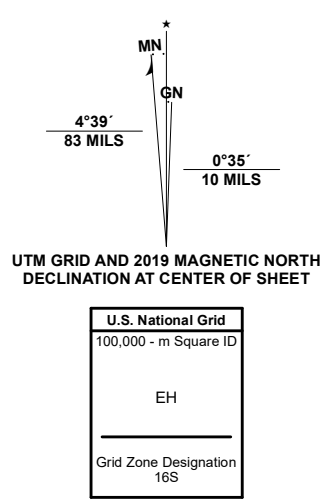 MN
GN
4°39´
83 MILS
0°35´
10 MILS
UTM GRID AND 2019 MAGNETIC NORTH
DECLINATION AT CENTER OF SHEET
U.S. National Grid
100,000 - m Square ID
EH
Grid Zone Designation
16S